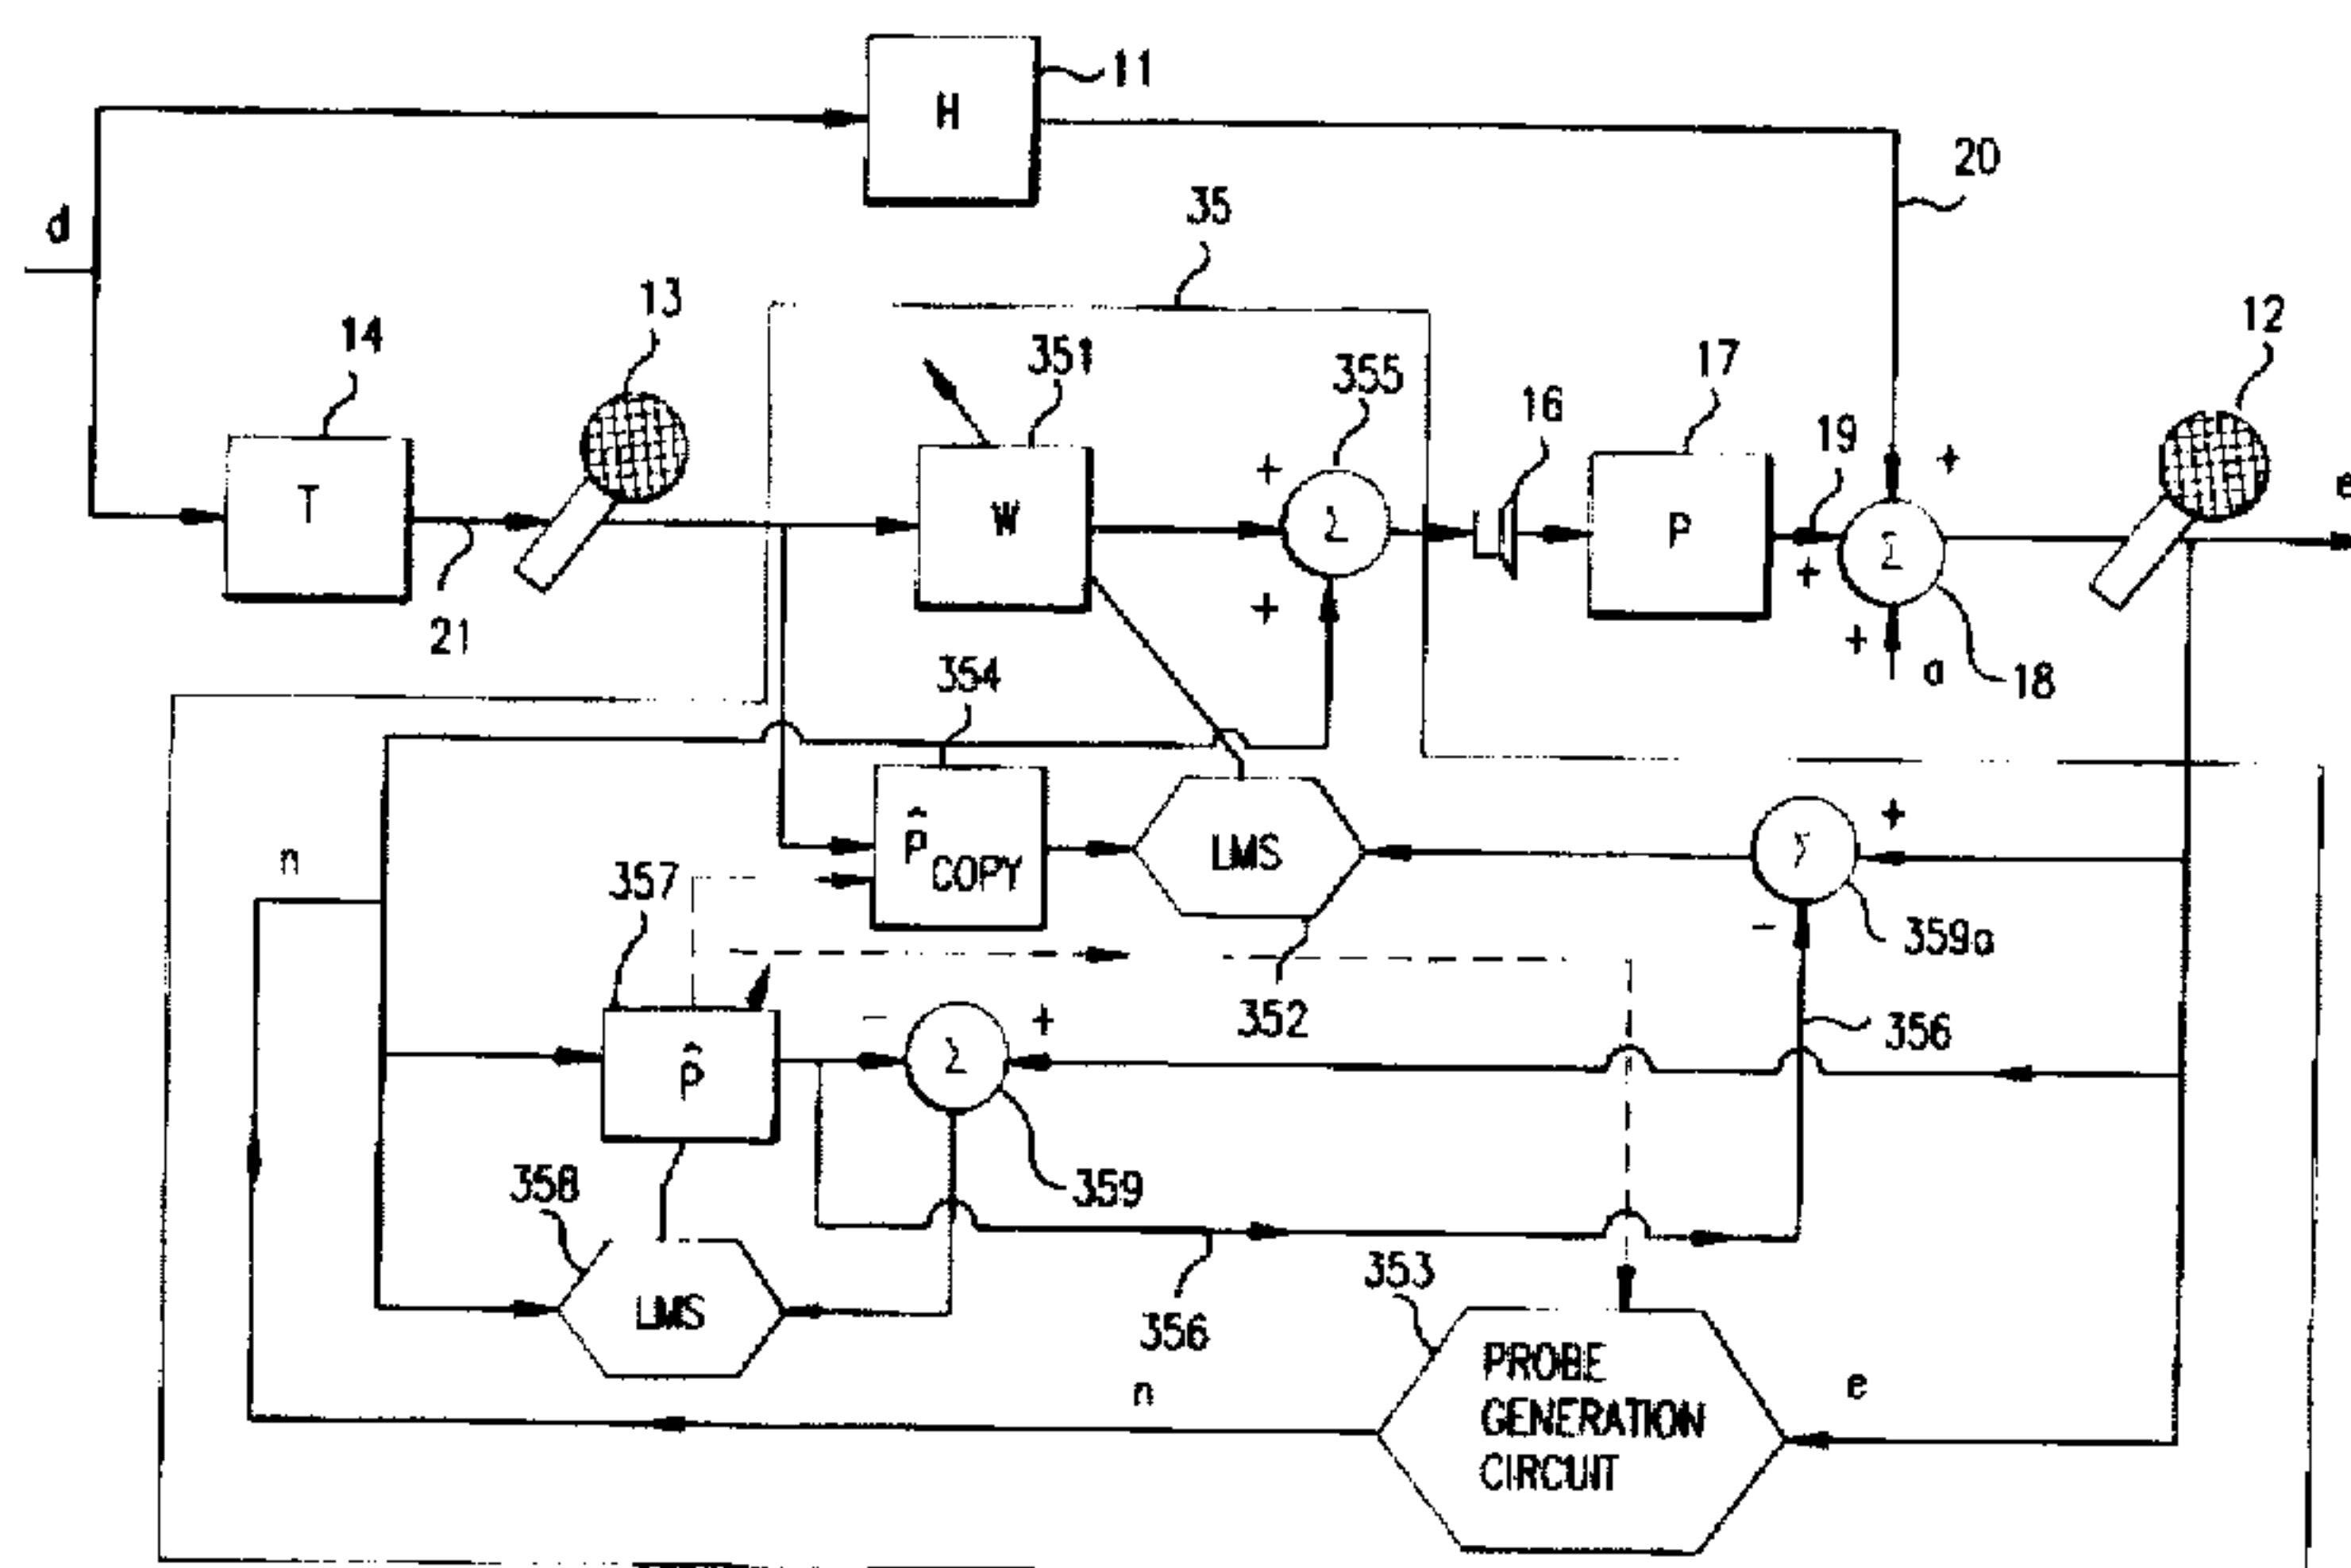 11
H
20
d
35
13
12
14
351
355
17
16
19
+
+
e
T
W
Σ
P
Σ
+
21
+
+
a
18
354
n
P̂
COPY
LMS
Σ
+
357
-
359a
352
356
-
+
P̂
Σ
358
359
353
LMS
356
n
PROBE
GENERATION
CIRCUIT
e